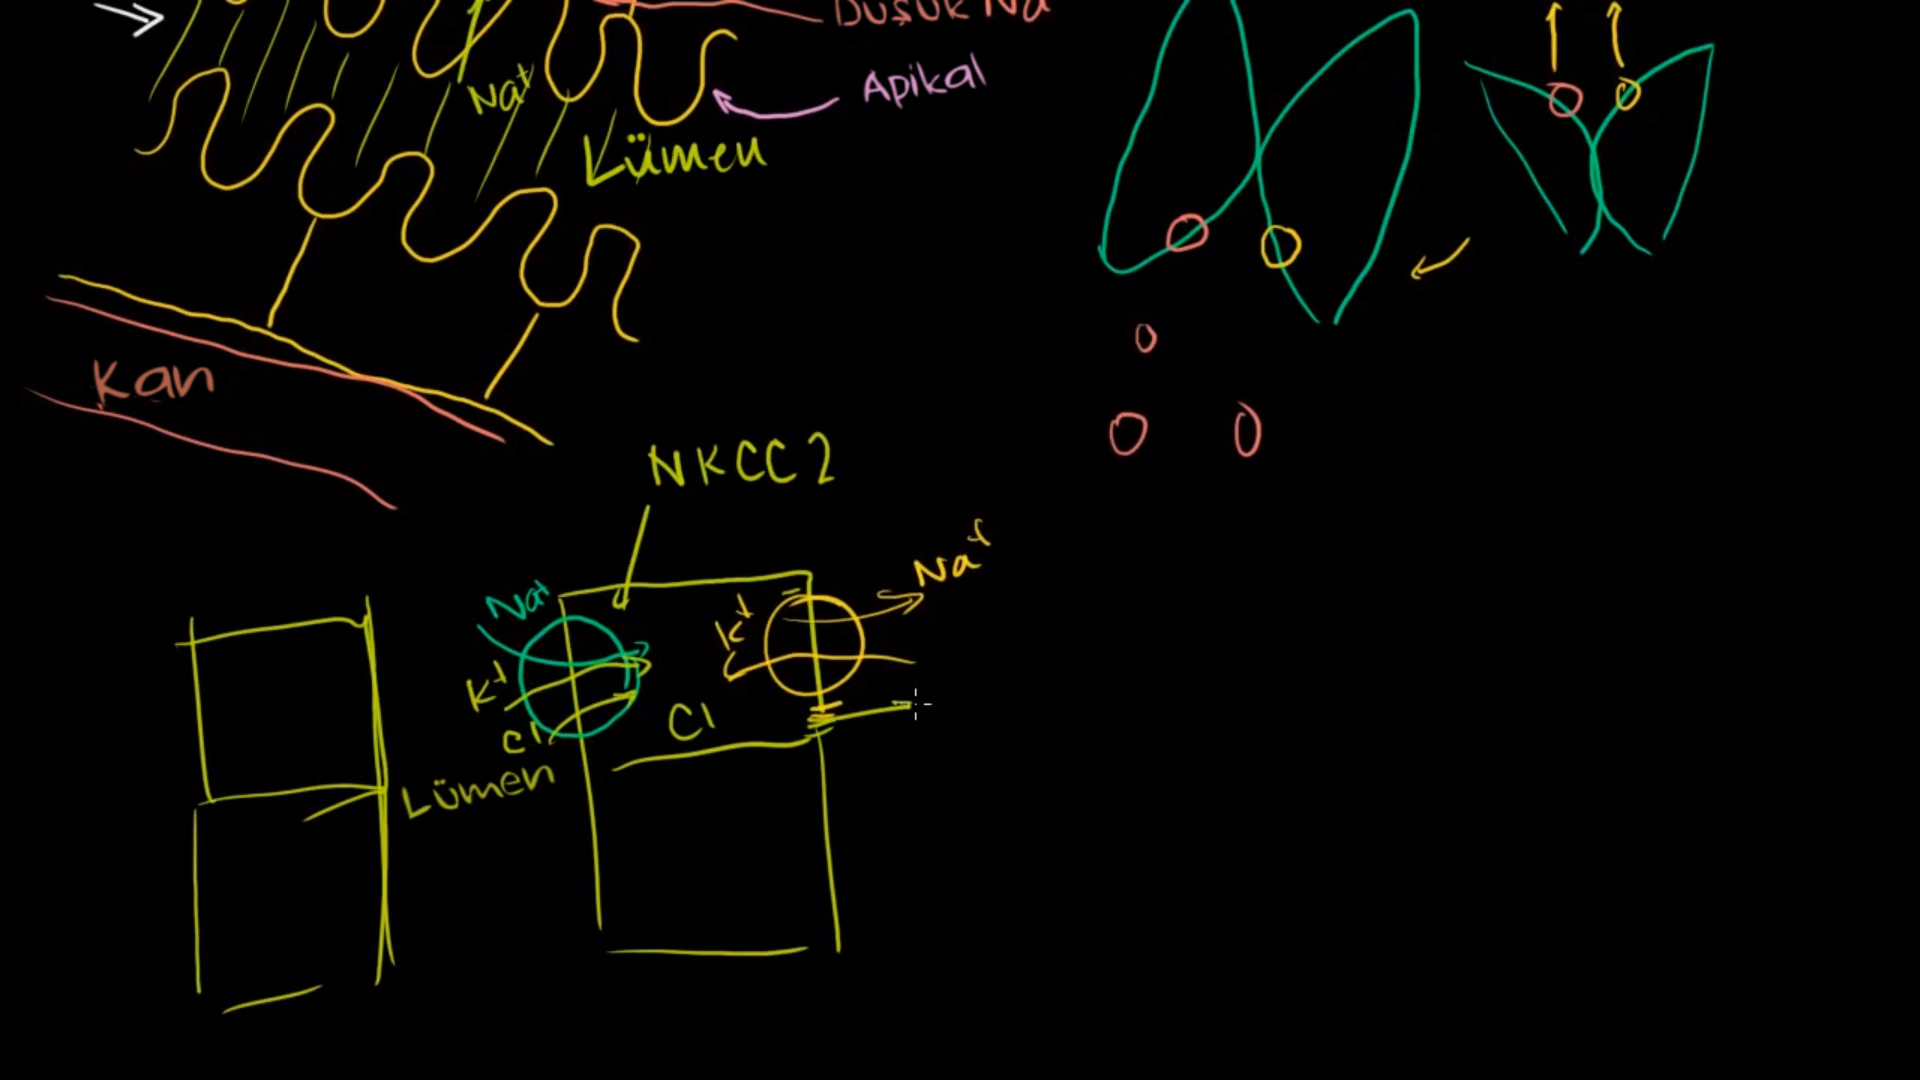 Düşük Na
Na⁺
Apikal
Lümen
Kan
NKCC2
Na⁺
Na⁺
K⁺
K⁺
Cl
Cl
Lümen